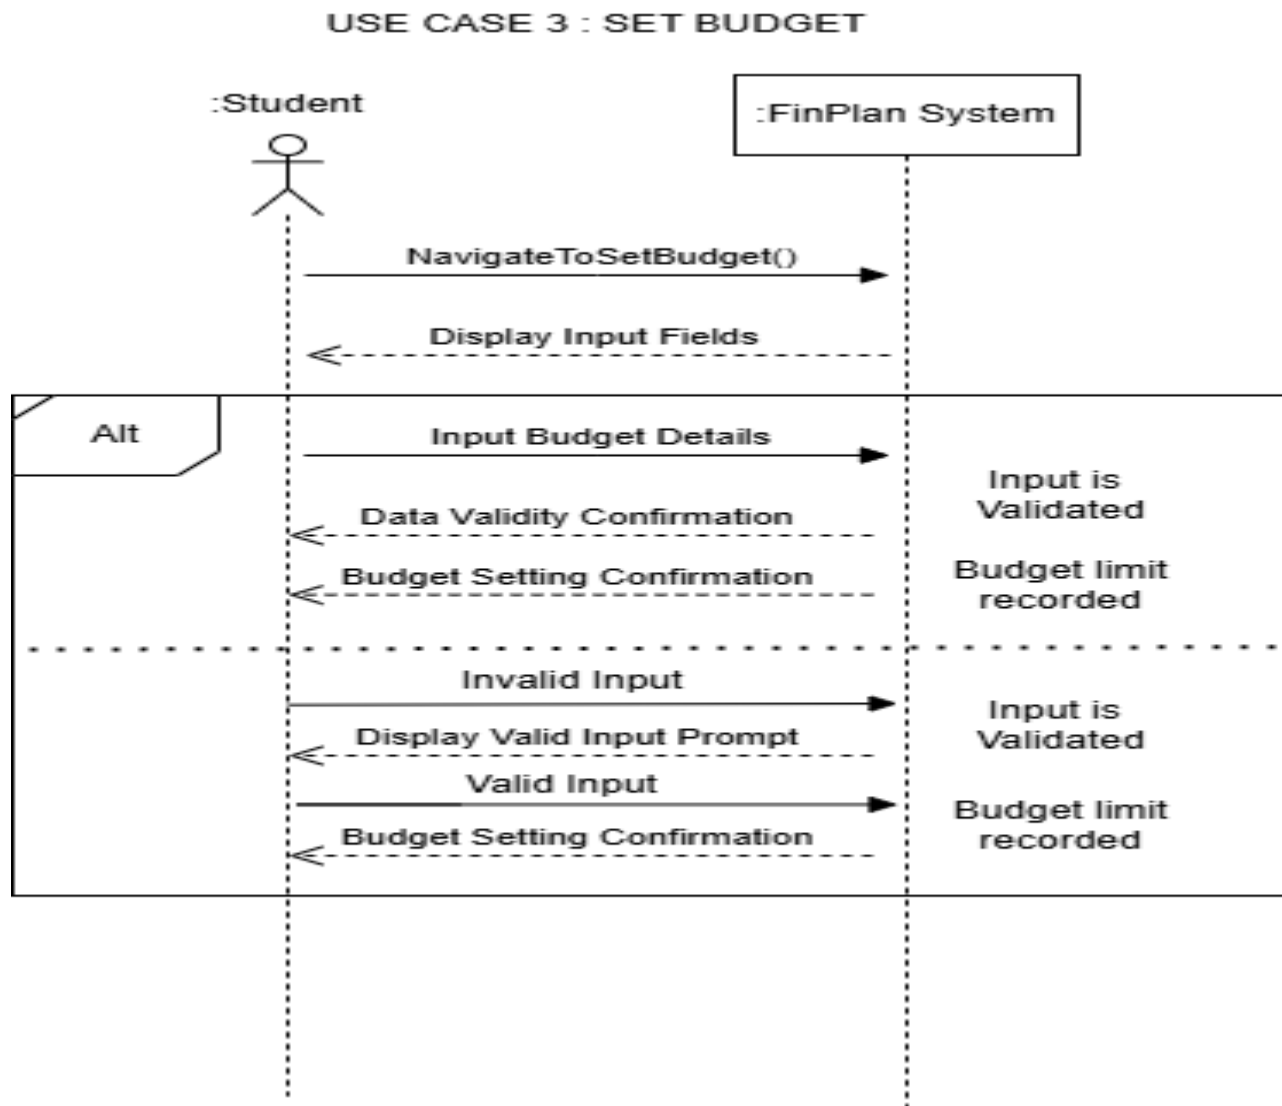 USE CASE 3 : SET BUDGET
:Student
:FinPlan System
NavigateToSetBudget()
Display Input Fields
Alt
Input Budget Details
Input is
Validated
Data Validity Confirmation
Budget Setting Confirmation
Budget limit
recorded
Invalid Input
Input is
Validated
Display Valid Input Prompt
Valid Input
Budget limit
recorded
Budget Setting Confirmation